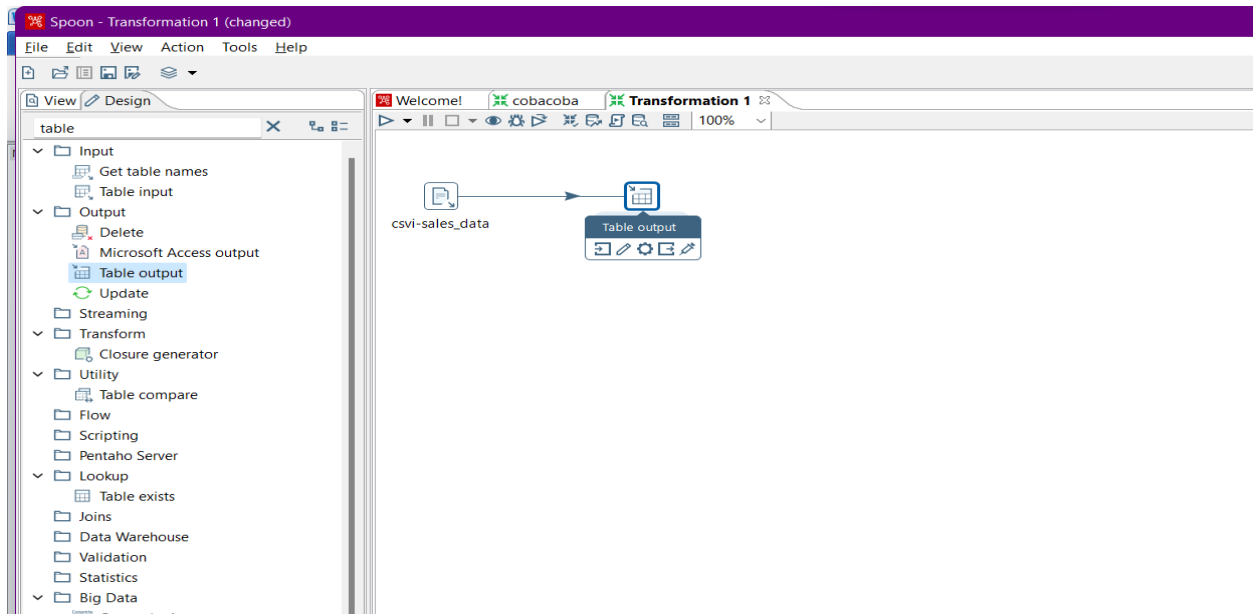 Spoon - Transformation 1 (changed)
File Edit View Action Tools Help
View Design
table
Input
Get table names
Table input
Output
Delete
Microsoft Access output
Table output
Update
Streaming
Transform
Closure generator
Utility
Table compare
Flow
Scripting
Pentaho Server
Lookup
Table exists
Joins
Data Warehouse
Validation
Statistics
Big Data
Welcome! cobacoba Transformation 1
100%
csvi-sales_data
Table output